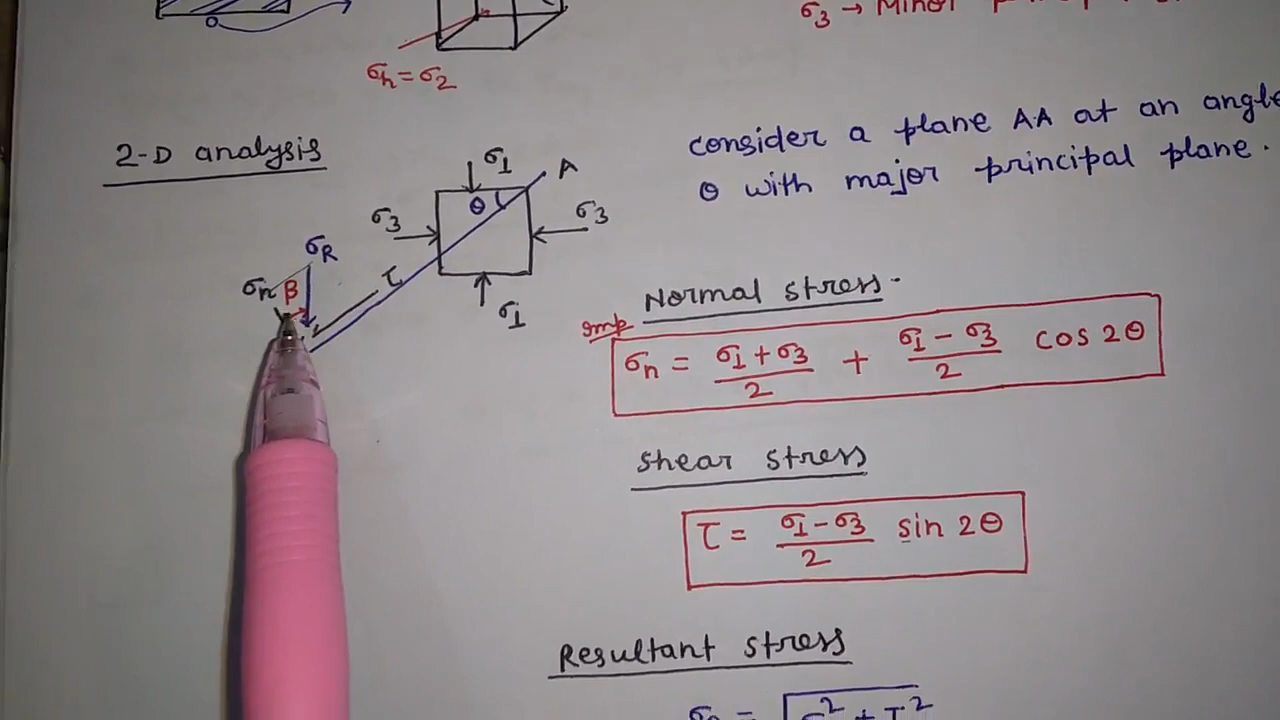 σ3 → Minor
σn = σ2
2-D analysis
σ1
A
θ
σ3
σ3
σR
σn β
τ
σ1
consider a plane AA at an angle
θ with major principal plane.
Normal stress.
Imp
σn = (σ1 + σ3)/2 + (σ1 - σ3)/2 cos 2θ
shear stress
τ = (σ1 - σ3)/2 sin 2θ
Resultant stress